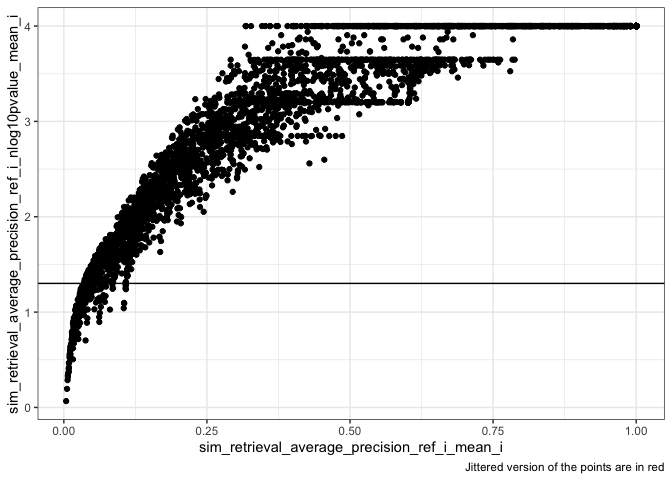 sim_retrieval_average_precision_ref_i_nlog10pvalue_mean_i
4
3
2
1
0
0.00 0.25 0.50 0.75 1.00
sim_retrieval_average_precision_ref_i_mean_i
Jittered version of the points are in red